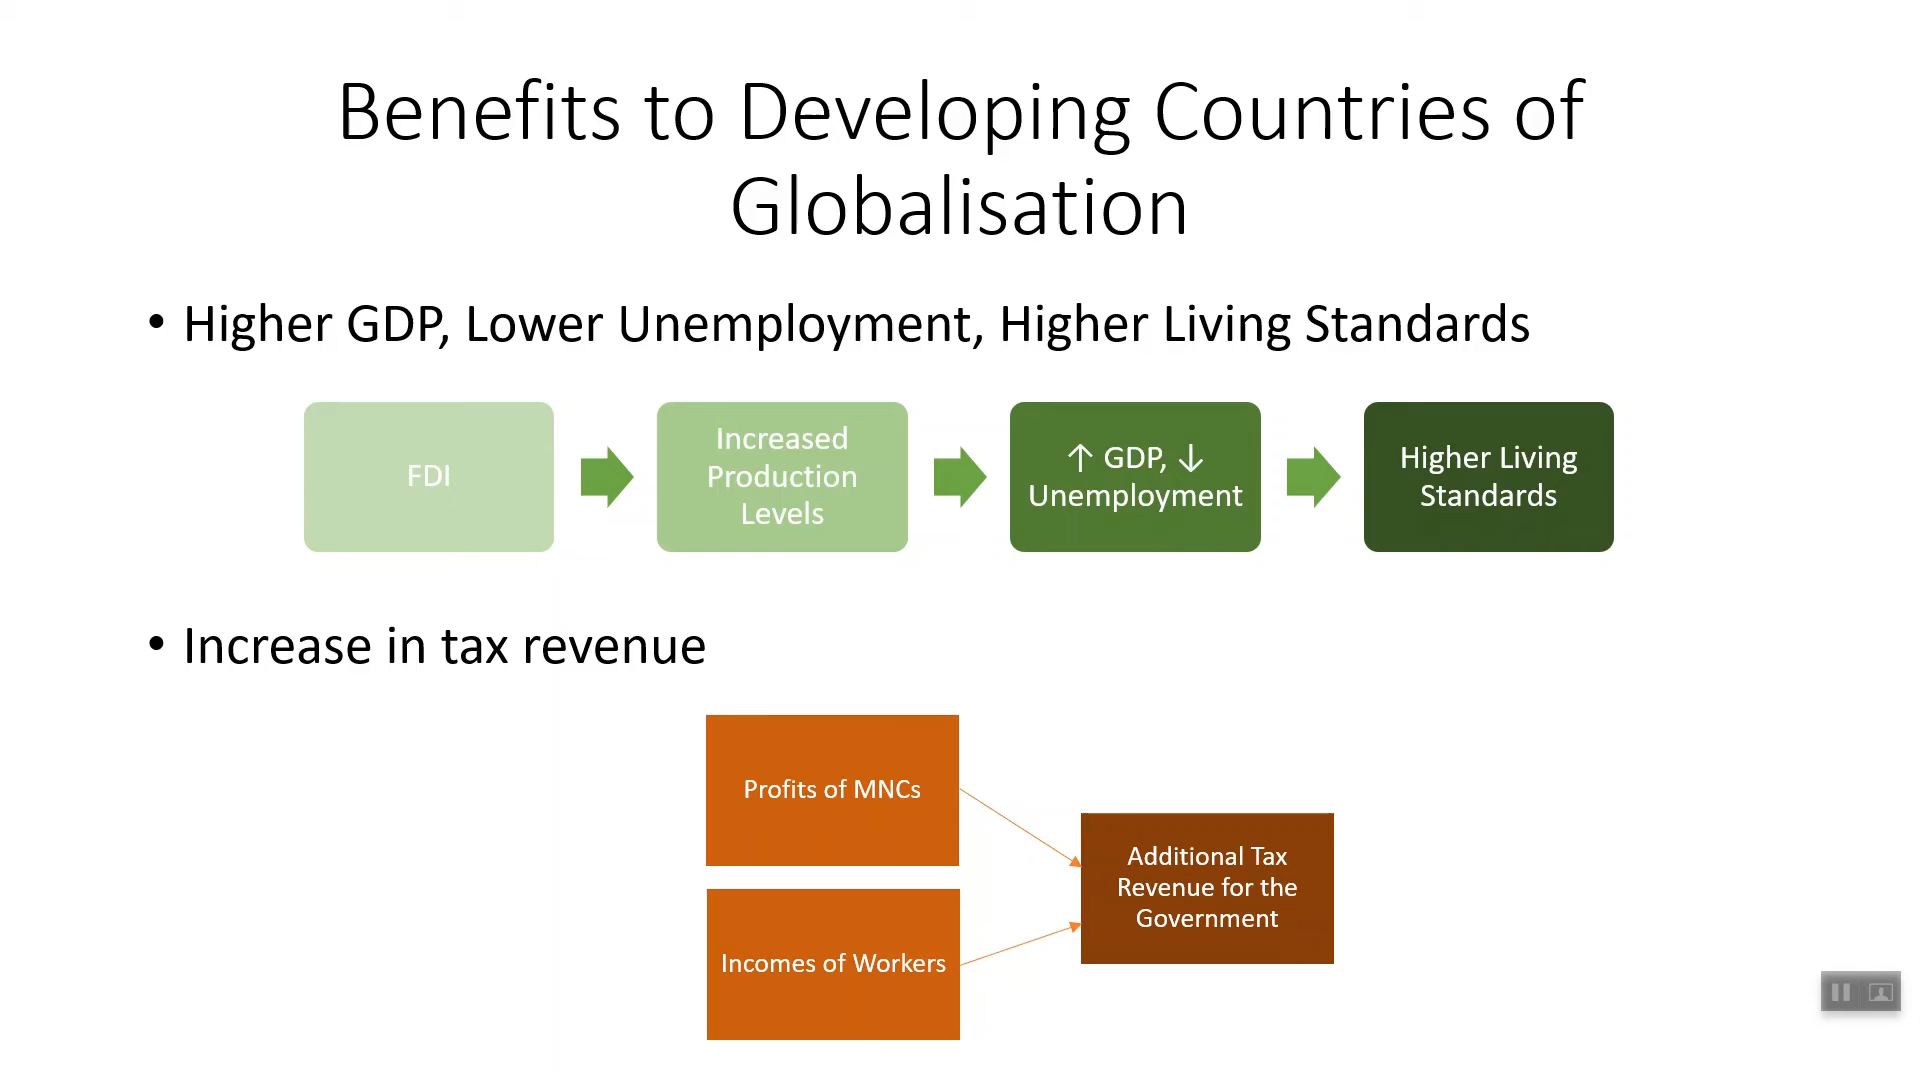 Benefits to Developing Countries of
Globalisation
• Higher GDP, Lower Unemployment, Higher Living Standards
FDI
Increased
Production
Levels
↑ GDP, ↓
Unemployment
Higher Living
Standards
• Increase in tax revenue
Profits of MNCs
Incomes of Workers
Additional Tax
Revenue for the
Government